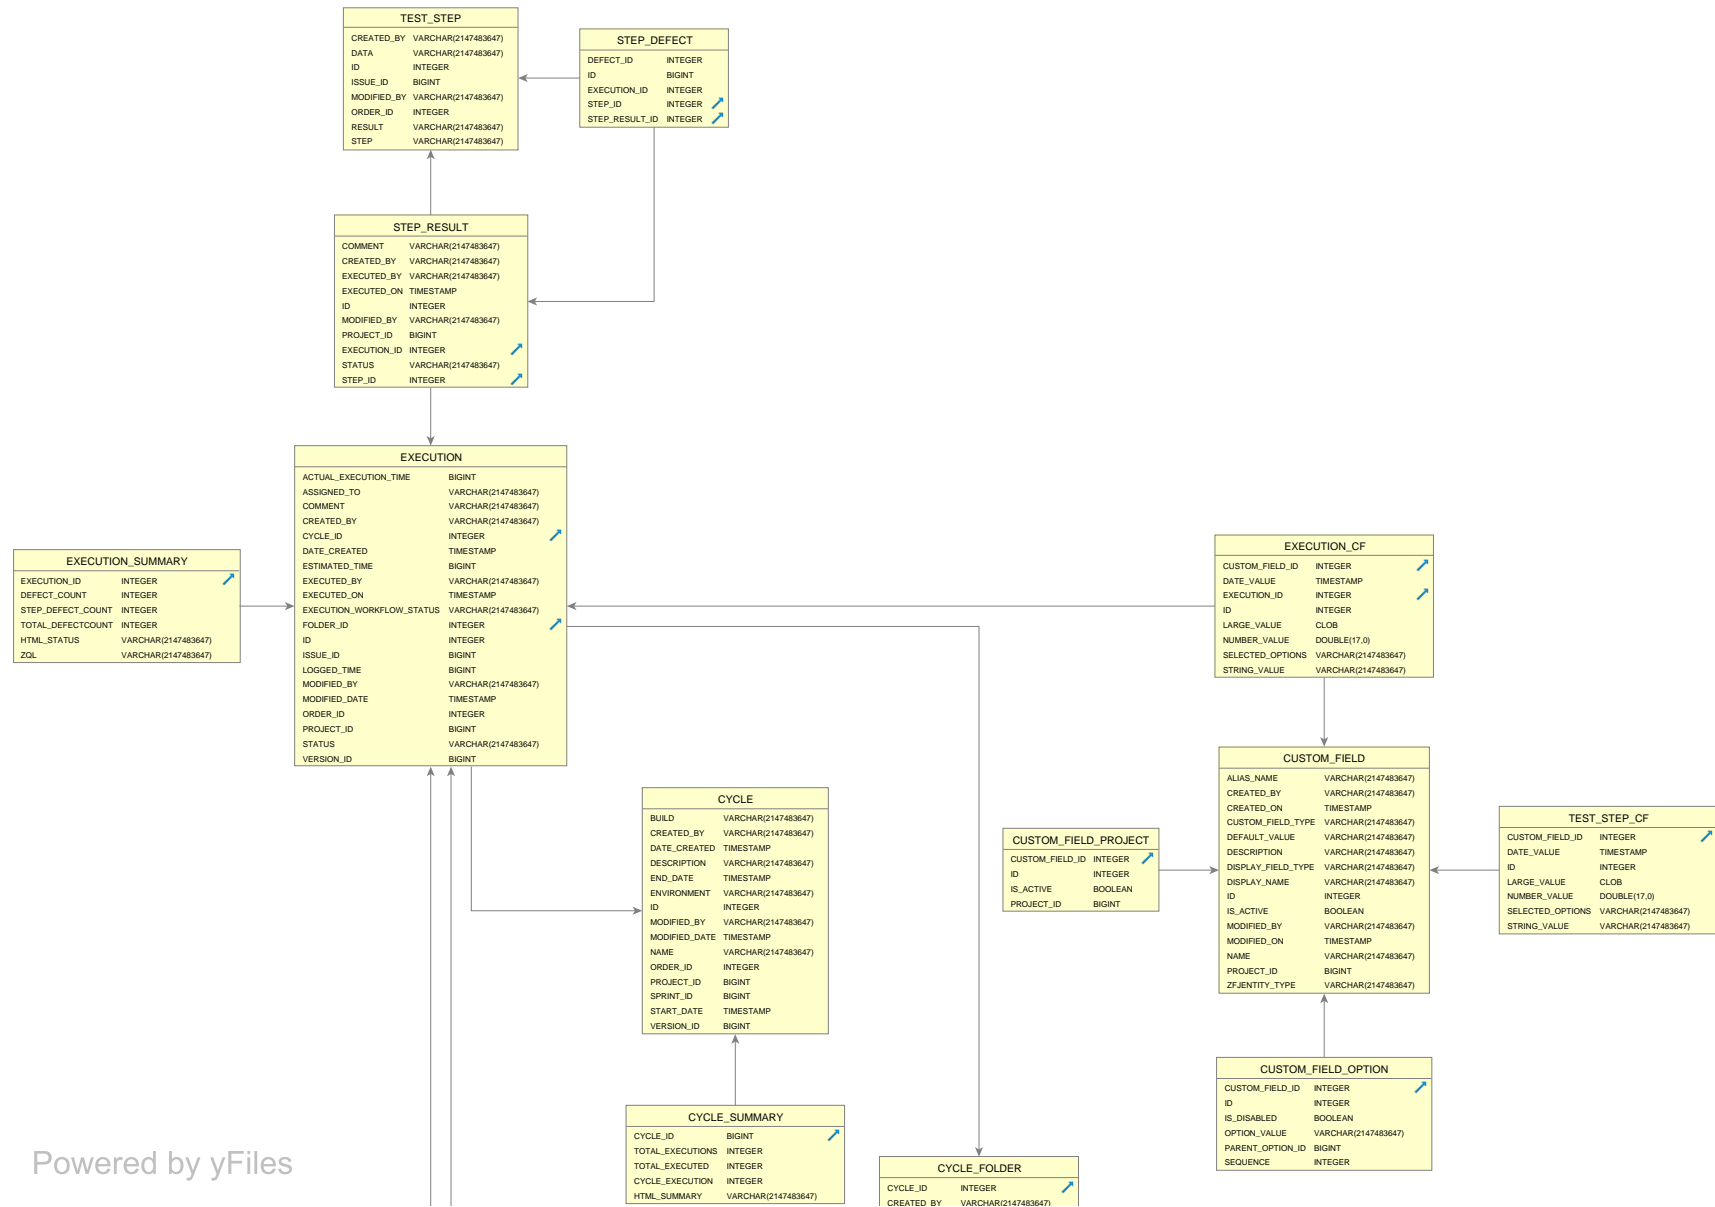 TEST_STEP
CREATED_BY VARCHAR(2147483647)
DATA VARCHAR(2147483647)
ID INTEGER
ISSUE_ID BIGINT
MODIFIED_BY VARCHAR(2147483647)
ORDER_ID INTEGER
RESULT VARCHAR(2147483647)
STEP VARCHAR(2147483647)
STEP_DEFECT
DEFECT_ID INTEGER
ID BIGINT
EXECUTION_ID INTEGER
STEP_ID INTEGER
STEP_RESULT_ID INTEGER
STEP_RESULT
COMMENT VARCHAR(2147483647)
CREATED_BY VARCHAR(2147483647)
EXECUTED_BY VARCHAR(2147483647)
EXECUTED_ON TIMESTAMP
ID INTEGER
MODIFIED_BY VARCHAR(2147483647)
PROJECT_ID BIGINT
EXECUTION_ID INTEGER
STATUS VARCHAR(2147483647)
STEP_ID INTEGER
EXECUTION
ACTUAL_EXECUTION_TIME BIGINT
ASSIGNED_TO VARCHAR(2147483647)
COMMENT VARCHAR(2147483647)
CREATED_BY VARCHAR(2147483647)
CYCLE_ID INTEGER
DATE_CREATED TIMESTAMP
ESTIMATED_TIME BIGINT
EXECUTED_BY VARCHAR(2147483647)
EXECUTED_ON TIMESTAMP
EXECUTION_WORKFLOW_STATUS VARCHAR(2147483647)
FOLDER_ID INTEGER
ID INTEGER
ISSUE_ID BIGINT
LOGGED_TIME BIGINT
MODIFIED_BY VARCHAR(2147483647)
MODIFIED_DATE TIMESTAMP
ORDER_ID INTEGER
PROJECT_ID BIGINT
STATUS VARCHAR(2147483647)
VERSION_ID BIGINT
EXECUTION_SUMMARY
EXECUTION_ID INTEGER
DEFECT_COUNT INTEGER
STEP_DEFECT_COUNT INTEGER
TOTAL_DEFECTCOUNT INTEGER
HTML_STATUS VARCHAR(2147483647)
ZQL VARCHAR(2147483647)
EXECUTION_CF
CUSTOM_FIELD_ID INTEGER
DATE_VALUE TIMESTAMP
EXECUTION_ID INTEGER
ID INTEGER
LARGE_VALUE CLOB
NUMBER_VALUE DOUBLE(17,0)
SELECTED_OPTIONS VARCHAR(2147483647)
STRING_VALUE VARCHAR(2147483647)
CYCLE
BUILD VARCHAR(2147483647)
CREATED_BY VARCHAR(2147483647)
DATE_CREATED TIMESTAMP
DESCRIPTION VARCHAR(2147483647)
END_DATE TIMESTAMP
ENVIRONMENT VARCHAR(2147483647)
ID INTEGER
MODIFIED_BY VARCHAR(2147483647)
MODIFIED_DATE TIMESTAMP
NAME VARCHAR(2147483647)
ORDER_ID INTEGER
PROJECT_ID BIGINT
SPRINT_ID BIGINT
START_DATE TIMESTAMP
VERSION_ID BIGINT
CUSTOM_FIELD_PROJECT
CUSTOM_FIELD_ID INTEGER
ID INTEGER
IS_ACTIVE BOOLEAN
PROJECT_ID BIGINT
CUSTOM_FIELD
ALIAS_NAME VARCHAR(2147483647)
CREATED_BY VARCHAR(2147483647)
CREATED_ON TIMESTAMP
CUSTOM_FIELD_TYPE VARCHAR(2147483647)
DEFAULT_VALUE VARCHAR(2147483647)
DESCRIPTION VARCHAR(2147483647)
DISPLAY_FIELD_TYPE VARCHAR(2147483647)
DISPLAY_NAME VARCHAR(2147483647)
ID INTEGER
IS_ACTIVE BOOLEAN
MODIFIED_BY VARCHAR(2147483647)
MODIFIED_ON TIMESTAMP
NAME VARCHAR(2147483647)
PROJECT_ID BIGINT
ZFJENTITY_TYPE VARCHAR(2147483647)
TEST_STEP_CF
CUSTOM_FIELD_ID INTEGER
DATE_VALUE TIMESTAMP
ID INTEGER
LARGE_VALUE CLOB
NUMBER_VALUE DOUBLE(17,0)
SELECTED_OPTIONS VARCHAR(2147483647)
STRING_VALUE VARCHAR(2147483647)
CUSTOM_FIELD_OPTION
CUSTOM_FIELD_ID INTEGER
ID INTEGER
IS_DISABLED BOOLEAN
OPTION_VALUE VARCHAR(2147483647)
PARENT_OPTION_ID BIGINT
SEQUENCE INTEGER
CYCLE_SUMMARY
CYCLE_ID BIGINT
TOTAL_EXECUTIONS INTEGER
TOTAL_EXECUTED INTEGER
CYCLE_EXECUTION INTEGER
HTML_SUMMARY VARCHAR(2147483647)
CYCLE_FOLDER
CYCLE_ID INTEGER
CREATED_BY VARCHAR(2147483647)
Powered by yFiles